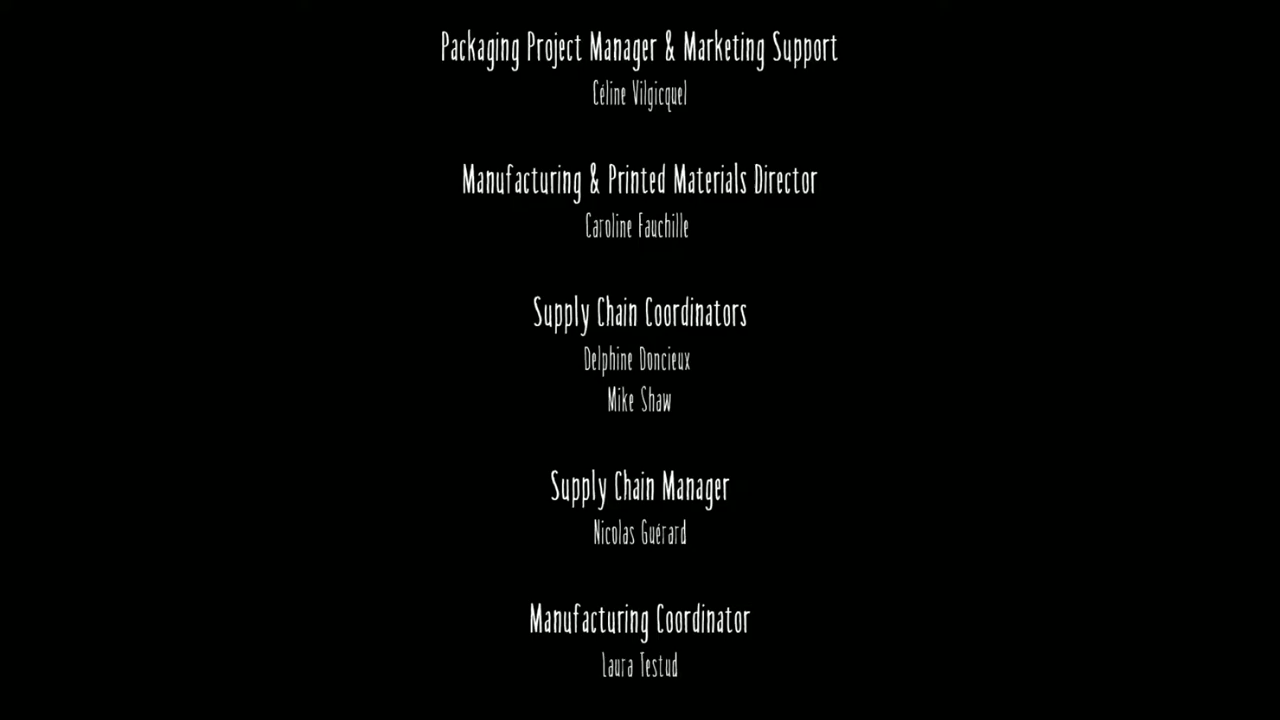 Packaging Project Manager & Marketing Support
Céline Vilgicquel
Manufacturing & Printed Materials Director
Caroline Fauchille
Supply Chain Coordinators
Delphine Doncieux
Mike Shaw
Supply Chain Manager
Nicolas Guérard
Manufacturing Coordinator
Laura Testud